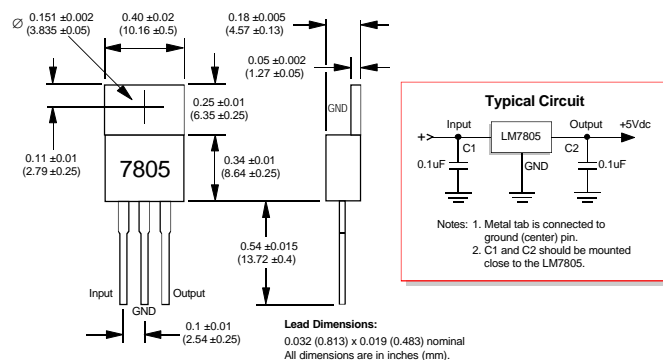 Ø 0.151 ±0.002
(3.835 ±0.05)
0.40 ±0.02
(10.16 ±0.5)
0.18 ±0.005
(4.57 ±0.13)
0.05 ±0.002
(1.27 ±0.05)
0.25 ±0.01
(6.35 ±0.25)
GND
0.11 ±0.01
(2.79 ±0.25)
7805
0.34 ±0.01
(8.64 ±0.25)
0.54 ±0.015
(13.72 ±0.4)
Input
GND
Output
0.1 ±0.01
(2.54 ±0.25)
Lead Dimensions:
0.032 (0.813) x 0.019 (0.483) nominal
All dimensions are in inches (mm).
Typical Circuit
Input
Output
+5Vdc
+>
LM7805
C1
C2
0.1uF
GND
0.1uF
Notes: 1. Metal tab is connected to
ground (center) pin.
2. C1 and C2 should be mounted
close to the LM7805.